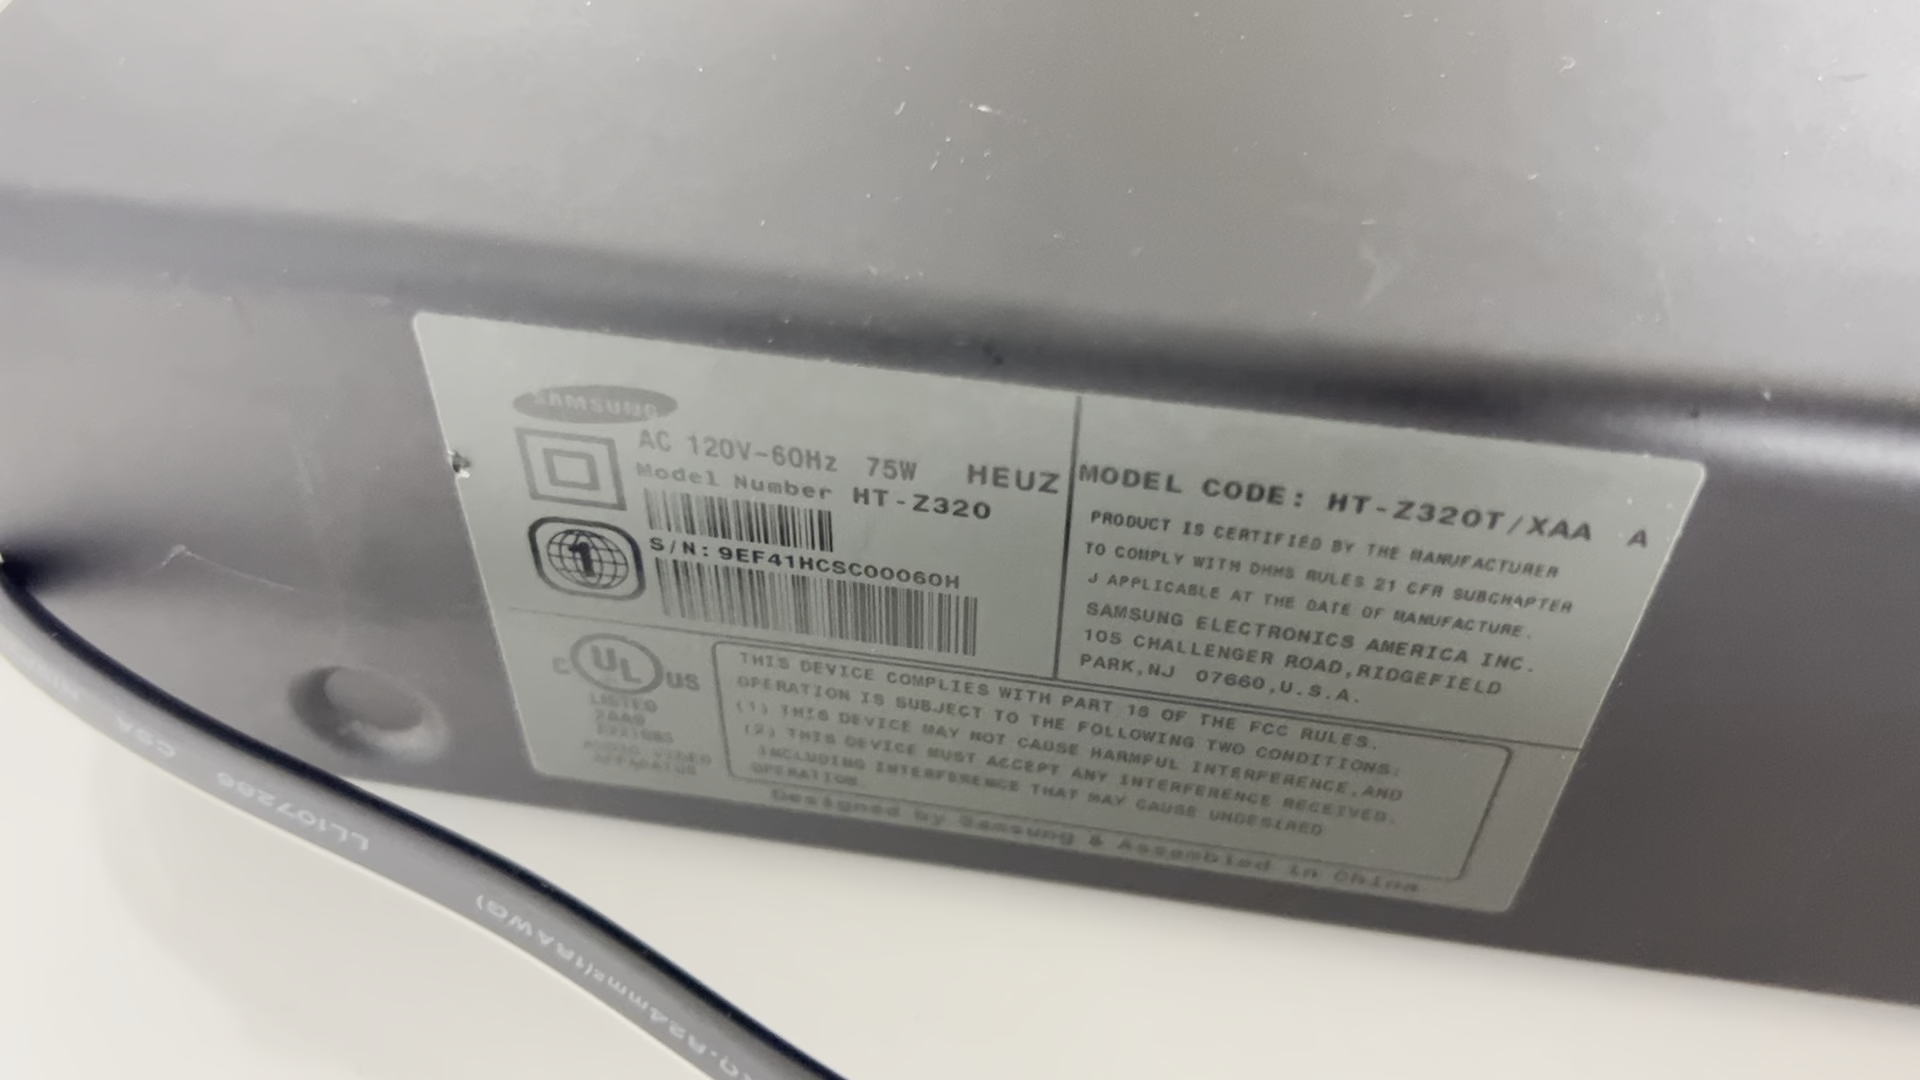 SAMSUNG
AC 120V~60Hz 75W HEUZ
Model Number HT-Z320
S/N: 9EF41HCSC00060H
1
C UL US
LISTED
APPARATUS
MODEL CODE: HT-Z320T/XAA A
PRODUCT IS CERTIFIED BY THE MANUFACTURER
TO COMPLY WITH DHHS RULES 21 CFR SUBCHAPTER
J APPLICABLE AT THE DATE OF MANUFACTURE.
SAMSUNG ELECTRONICS AMERICA INC.
105 CHALLENGER ROAD,RIDGEFIELD
PARK,NJ 07660,U.S.A.
THIS DEVICE COMPLIES WITH PART 15 OF THE FCC RULES.
OPERATION IS SUBJECT TO THE FOLLOWING TWO CONDITIONS:
(1) THIS DEVICE MAY NOT CAUSE HARMFUL INTERFERENCE,AND
(2) THIS DEVICE MUST ACCEPT ANY INTERFERENCE RECEIVED.
INCLUDING INTERFERENCE THAT MAY CAUSE UNDESIRED
OPERATION.
Designed by Samsung & Assembled in China
CSA LL107286 (18AWG)